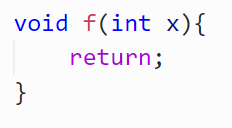 void f(int x){
    return;
}